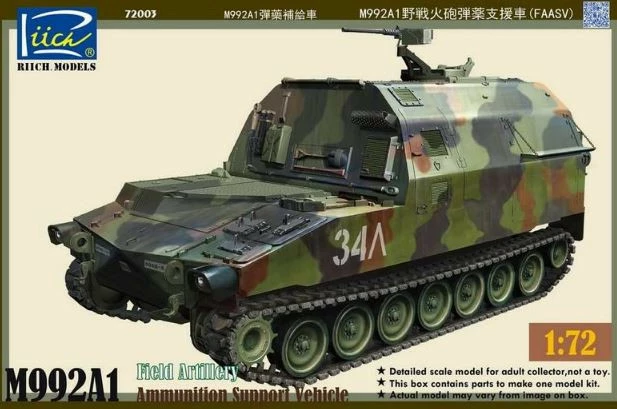 Riich
RIICH.MODELS
72003
M992A1彈藥補給車
M992A1野戦火砲弾薬支援車(FAASV)
34Λ
1:72
M992A1
Field Artillery
Ammunition Support Vehicle
★ Detailed scale model for adult collector,not a toy.
★ This box contains parts to make one model kit.
★ Actual model may vary from image on box.